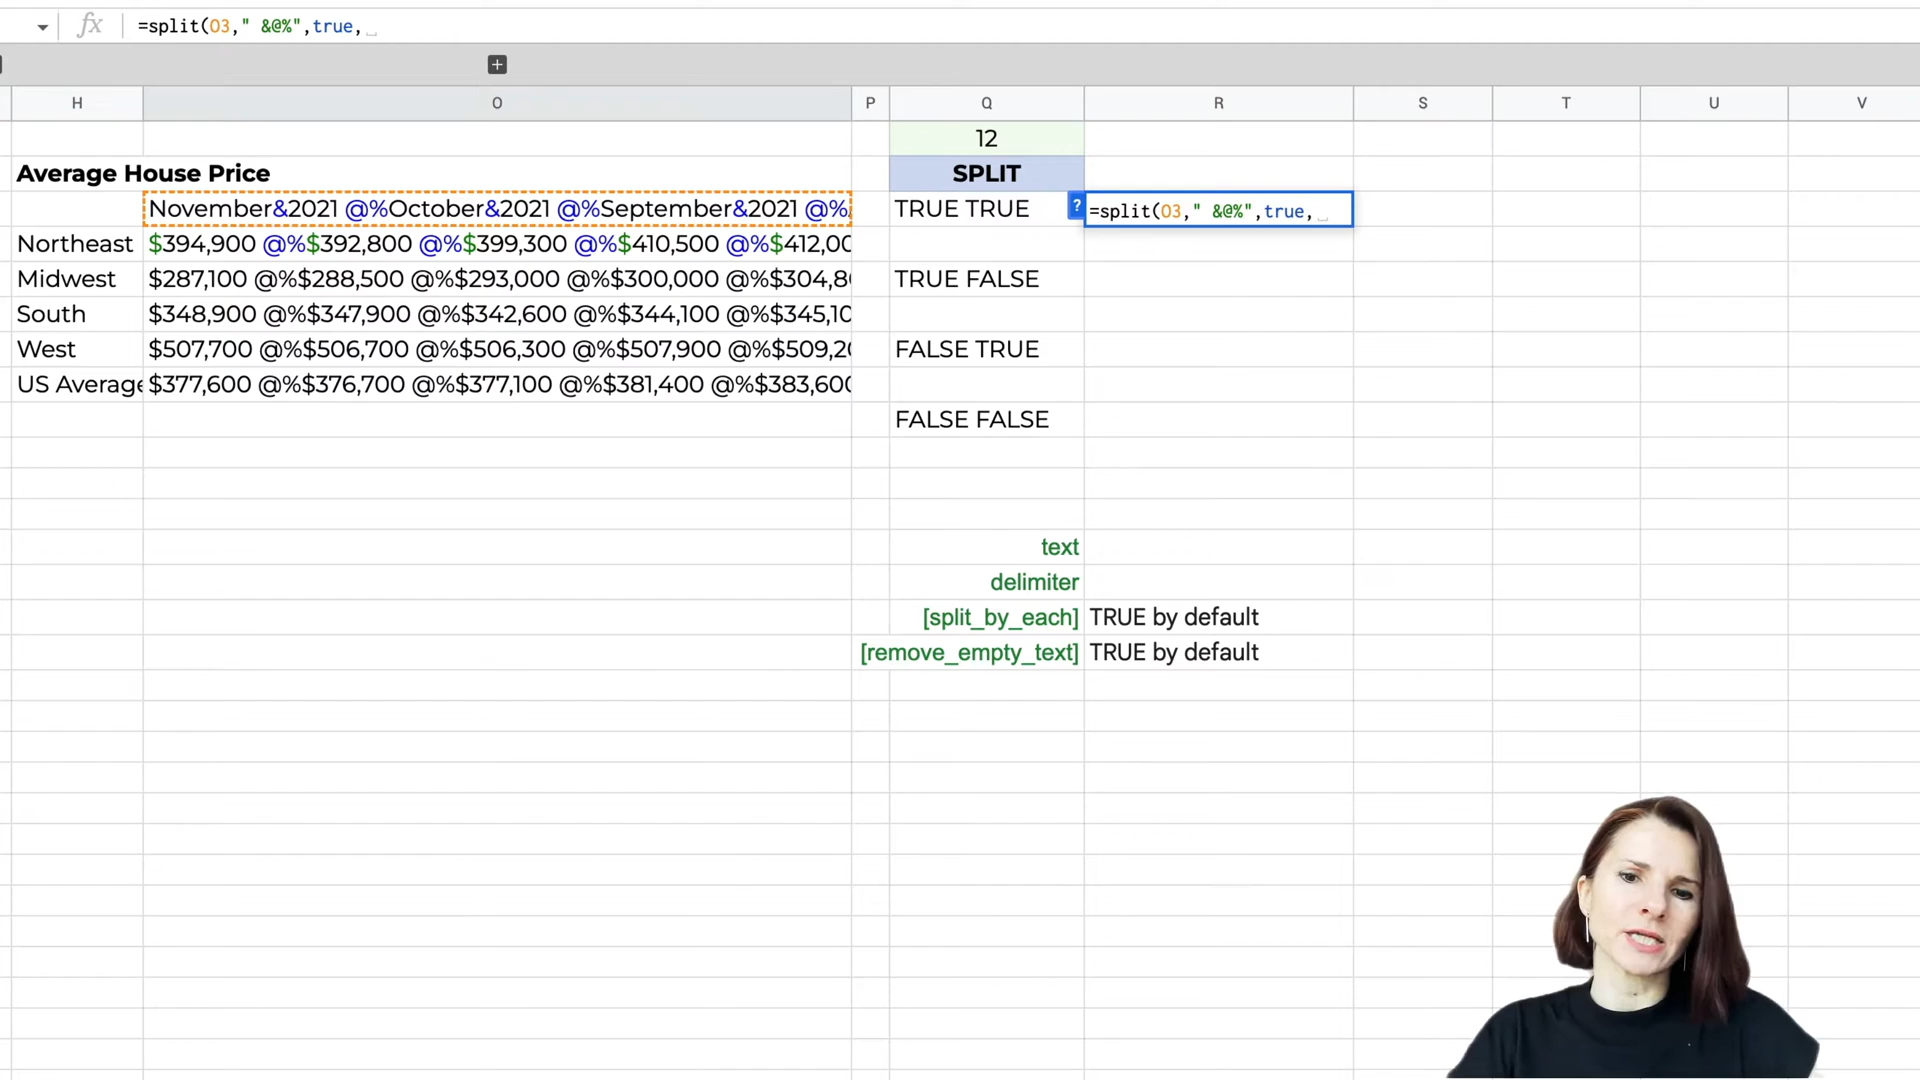 fx =split(O3," &@%",true,
H O P Q R S T U V
12
Average House Price SPLIT
November&2021 @%October&2021 @%September&2021 @% TRUE TRUE ? =split(O3," &@%",true,
Northeast $394,900 @%$392,800 @%$399,300 @%$410,500 @%$412,00
Midwest $287,100 @%$288,500 @%$293,000 @%$300,000 @%$304,8 TRUE FALSE
South $348,900 @%$347,900 @%$342,600 @%$344,100 @%$345,10
West $507,700 @%$506,700 @%$506,300 @%$507,900 @%$509,2 FALSE TRUE
US Average $377,600 @%$376,700 @%$377,100 @%$381,400 @%$383,600
FALSE FALSE
text
delimiter
[split_by_each] TRUE by default
[remove_empty_text] TRUE by default